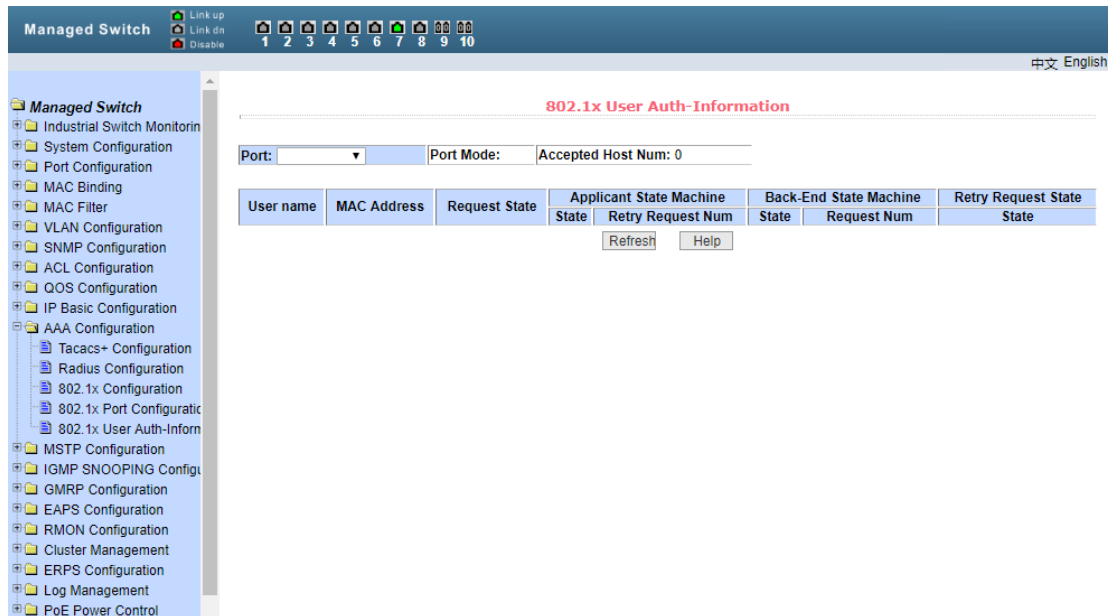 Managed Switch
Link up
Link dn
Disable
1 2 3 4 5 6 7 8 9 10
中文 English
Managed Switch
Industrial Switch Monitorin
System Configuration
Port Configuration
MAC Binding
MAC Filter
VLAN Configuration
SNMP Configuration
ACL Configuration
QOS Configuration
IP Basic Configuration
AAA Configuration
Tacacs+ Configuration
Radius Configuration
802.1x Configuration
802.1x Port Configuratic
802.1x User Auth-Inforn
MSTP Configuration
IGMP SNOOPING Configu
GMRP Configuration
EAPS Configuration
RMON Configuration
Cluster Management
ERPS Configuration
Log Management
PoE Power Control
802.1x User Auth-Information
Port: Port Mode: Accepted Host Num: 0
User name MAC Address Request State Applicant State Machine Back-End State Machine Retry Request State
State Retry Request Num State Request Num State
Refresh Help